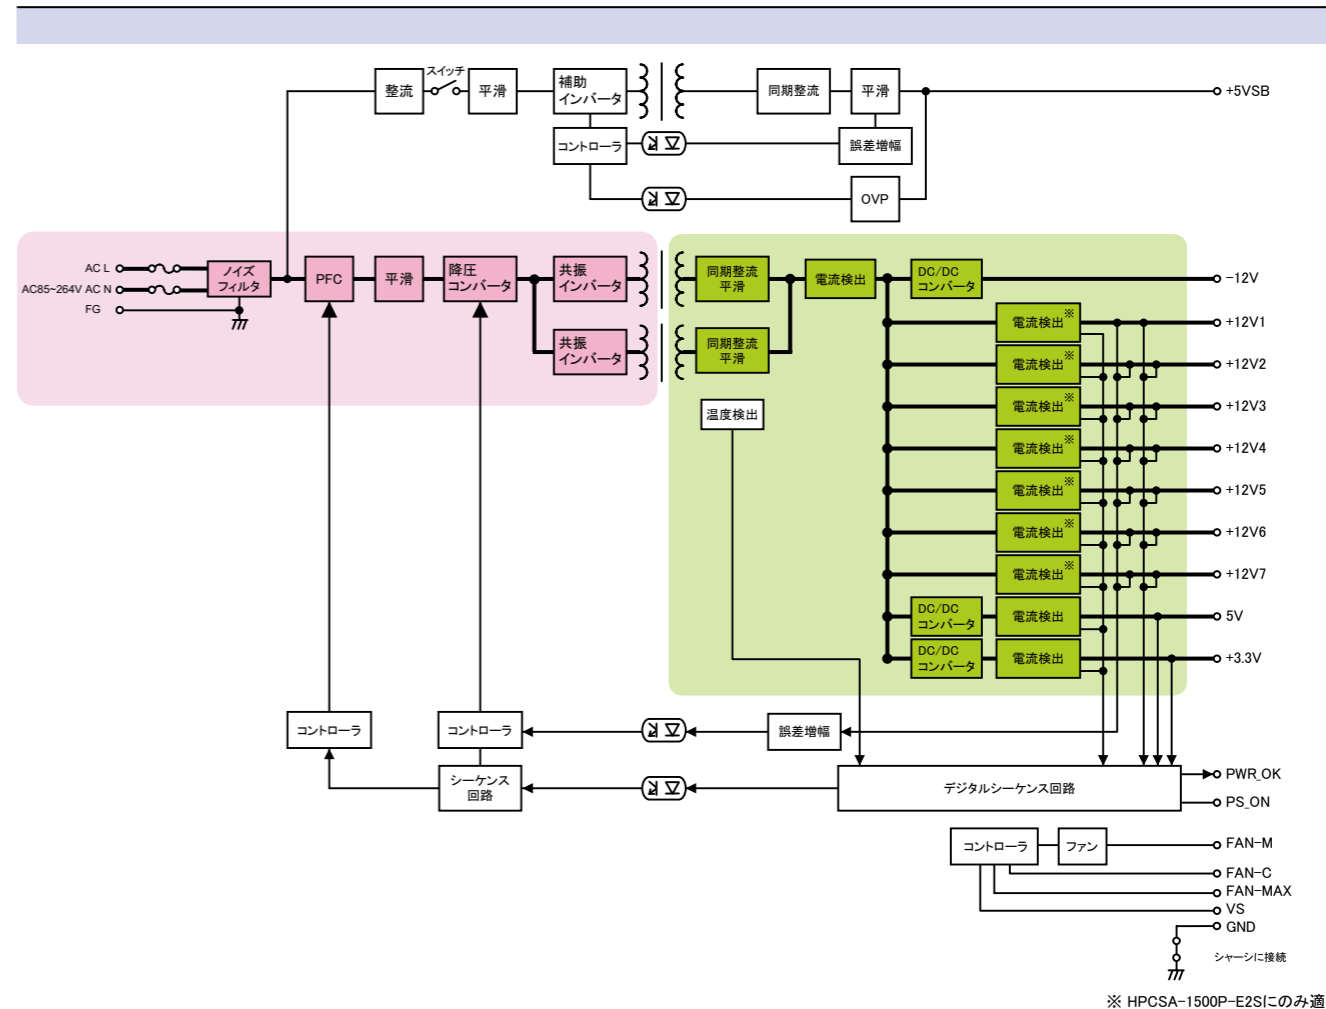 スイッチ
整流
平滑
補助
インバータ
同期整流
平滑
+5VSB
コントローラ
誤差増幅
OVP
AC L
AC85~264V AC N
FG
ノイズ
フィルタ
PFC
平滑
降圧
コンバータ
共振
インバータ
共振
インバータ
同期整流
平滑
同期整流
平滑
電流検出
DC/DC
コンバータ
-12V
電流検出※
+12V1
電流検出※
+12V2
電流検出※
+12V3
温度検出
電流検出※
+12V4
電流検出※
+12V5
電流検出※
+12V6
電流検出※
+12V7
DC/DC
コンバータ
電流検出
5V
DC/DC
コンバータ
電流検出
+3.3V
コントローラ
コントローラ
誤差増幅
シーケンス
回路
デジタルシーケンス回路
PWR_OK
PS_ON
コントローラ
ファン
FAN-M
FAN-C
FAN-MAX
VS
GND
シャーシに接続
※ HPCSA-1500P-E2Sにのみ適